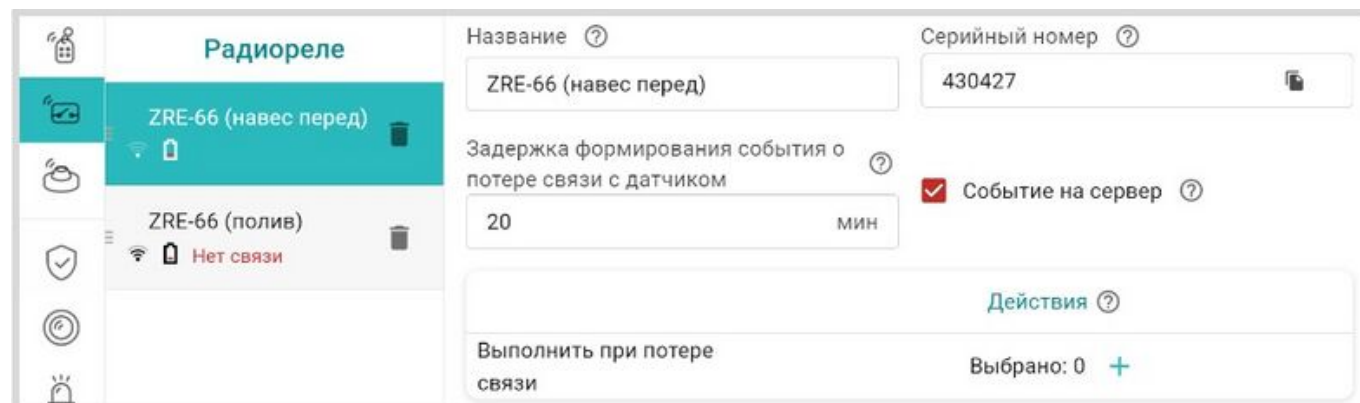 Радиореле
ZRE-66 (навес перед)
ZRE-66 (полив)
Нет связи
Название
ZRE-66 (навес перед)
Серийный номер
430427
Задержка формирования события о
потере связи с датчиком
20 мин
Событие на сервер
Действия
Выполнить при потере
связи
Выбрано: 0 +